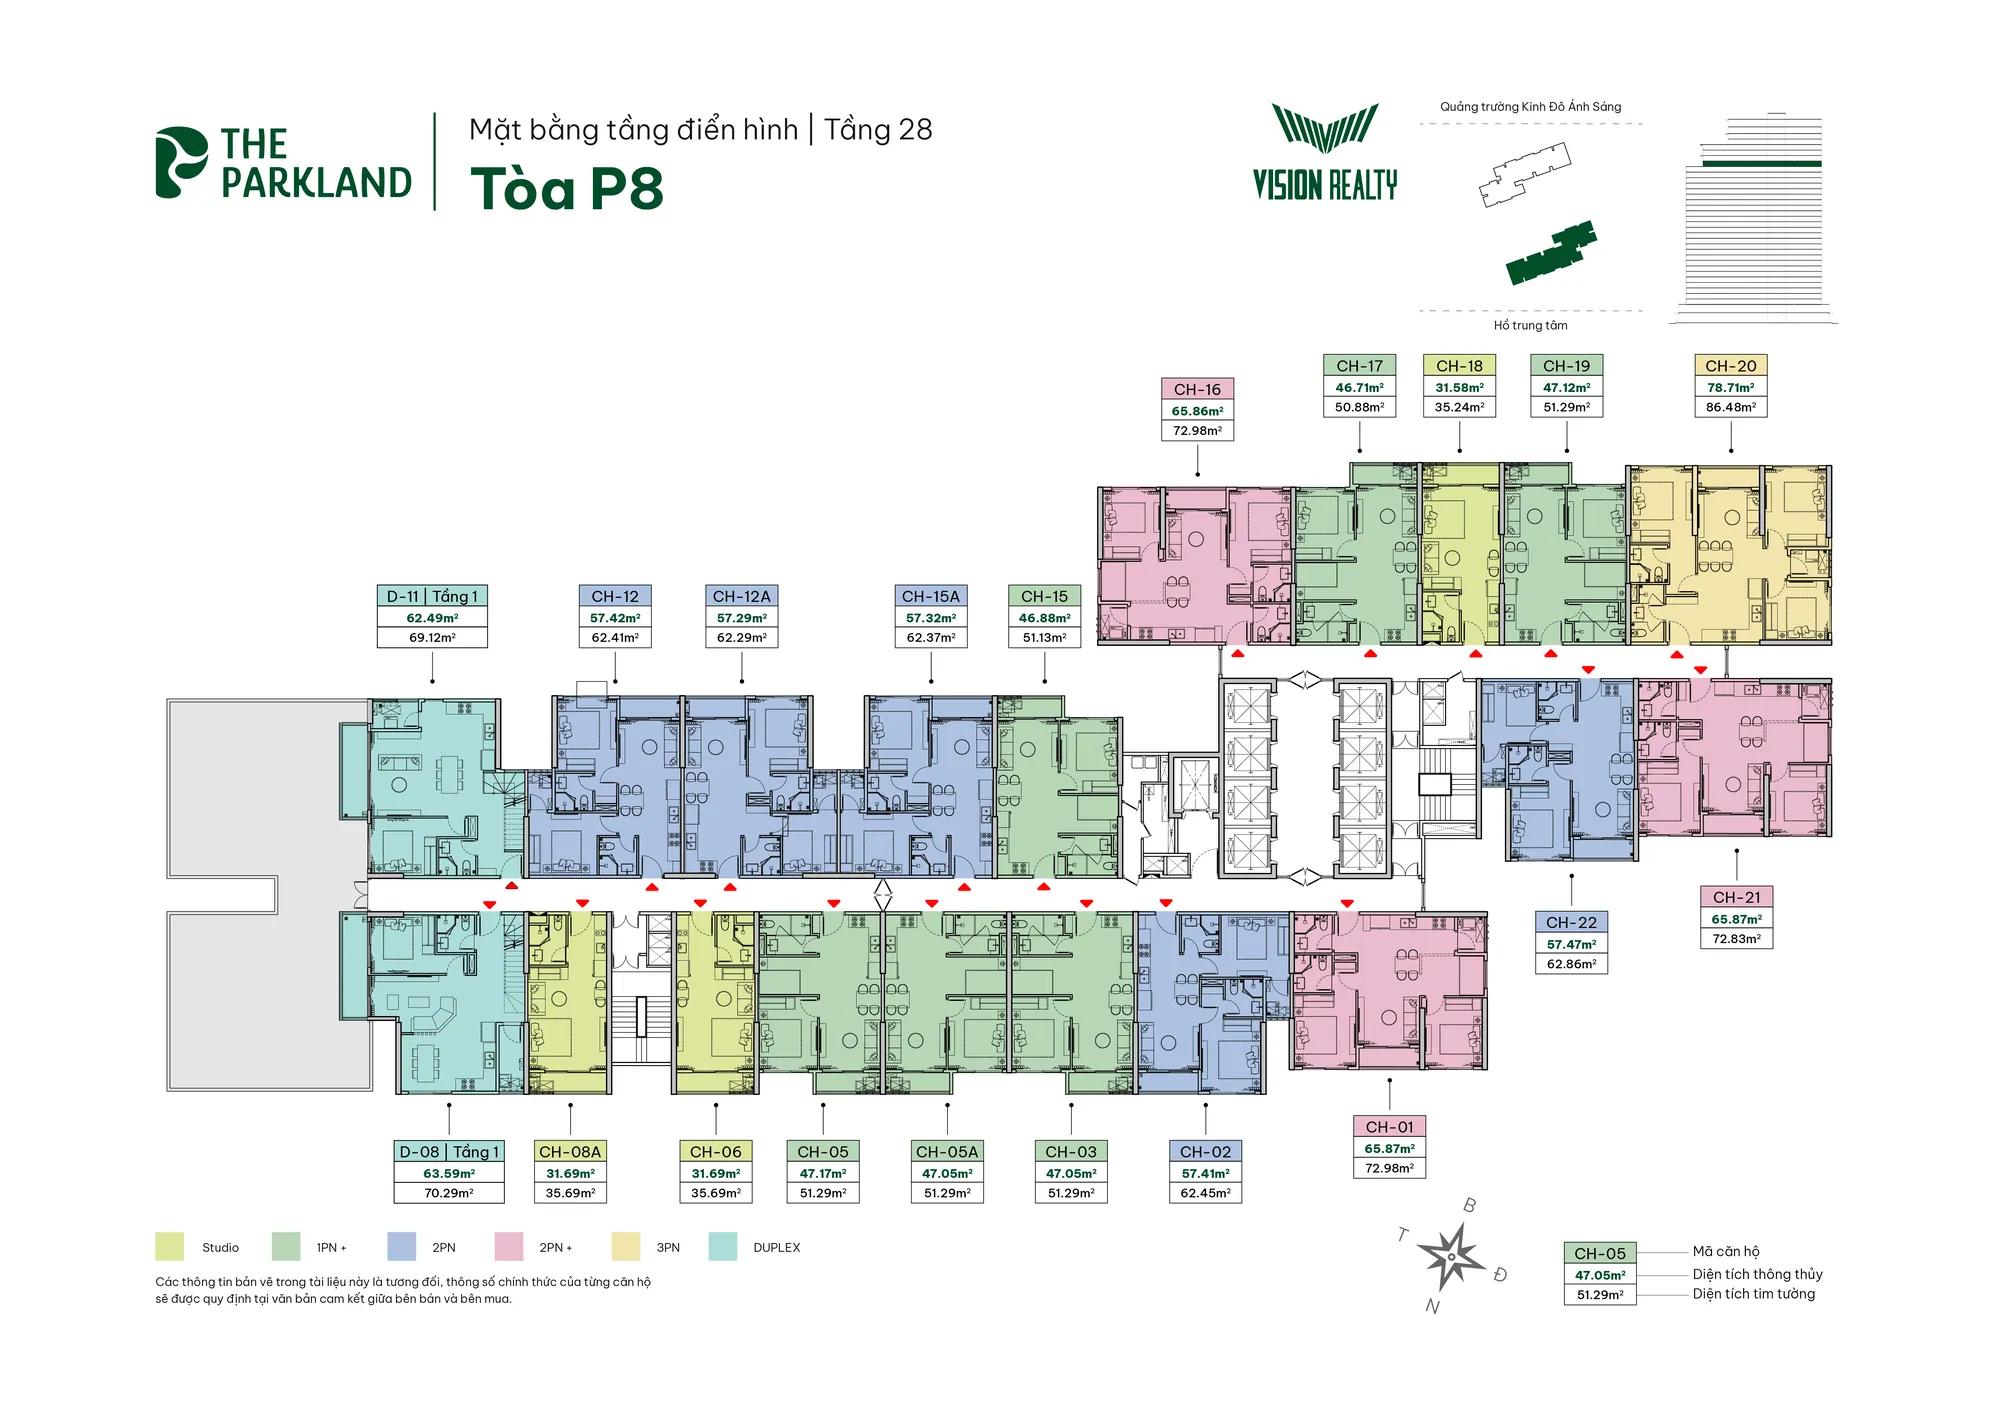 THE
PARKLAND
Mặt bằng tầng điển hình | Tầng 28
Tòa P8
VISION REALTY
Quảng trường Kinh Đô Ánh Sáng
Hồ trung tâm
CH-16
65.86m²
72.98m²
CH-17
46.71m²
50.88m²
CH-18
31.58m²
35.24m²
CH-19
47.12m²
51.29m²
CH-20
78.71m²
86.48m²
D-11 | Tầng 1
62.49m²
69.12m²
CH-12
57.42m²
62.41m²
CH-12A
57.29m²
62.29m²
CH-15A
57.32m²
62.37m²
CH-15
46.88m²
51.13m²
CH-22
57.47m²
62.86m²
CH-21
65.87m²
72.83m²
D-08 | Tầng 1
63.59m²
70.29m²
CH-08A
31.69m²
35.69m²
CH-06
31.69m²
35.69m²
CH-05
47.17m²
51.29m²
CH-05A
47.05m²
51.29m²
CH-03
47.05m²
51.29m²
CH-02
57.41m²
62.45m²
CH-01
65.87m²
72.98m²
Studio
1PN +
2PN
2PN +
3PN
DUPLEX
Các thông tin bản vẽ trong tài liệu này là tương đối, thông số chính thức của từng căn hộ
sẽ được quy định tại văn bản cam kết giữa bên bán và bên mua.
B
T
Đ
N
CH-05
Mã căn hộ
47.05m²
Diện tích thông thủy
51.29m²
Diện tích tim tường